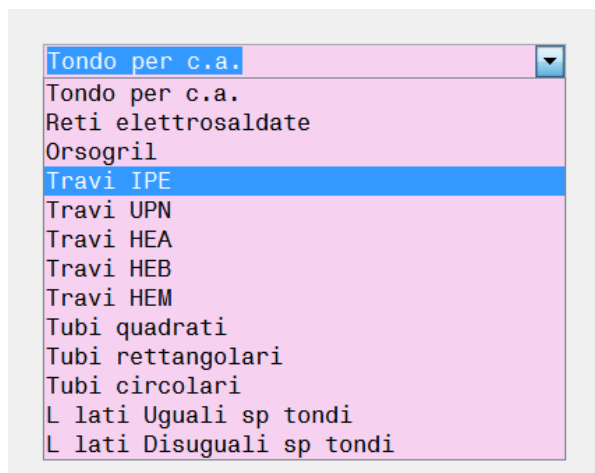 Tondo per c.a.
Tondo per c.a.
Reti elettrosaldate
Orsogril
Travi IPE
Travi UPN
Travi HEA
Travi HEB
Travi HEM
Tubi quadrati
Tubi rettangolari
Tubi circolari
L lati Uguali sp tondi
L lati Disuguali sp tondi